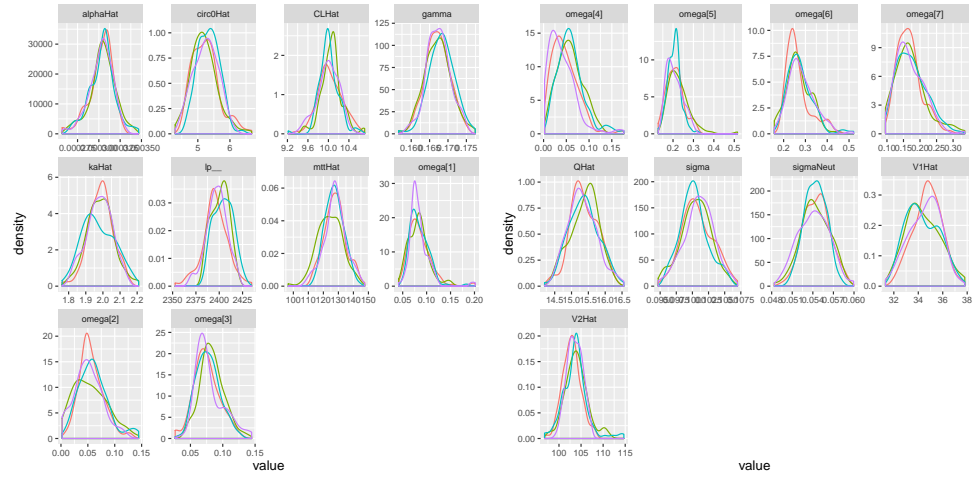 alphaHat circ0Hat CLHat gamma omega[4] omega[5] omega[6] omega[7]
30000 1.00 2 100 15 15 10.0 9
20000 0.75 10 10 7.5 6
0.50 1 50 5.0
10000 0.25 5 5 2.5 3
0 0.00 0 0 0 0 0.0 0
5 6 9.2 9.6 10.0 10.4 0.00 0.05 0.10 0.15 0.2 0.3 0.4 0.5 0.2 0.3 0.4 0.5
kaHat lp__ mttHat omega[1] QHat sigma sigmaNeut V1Hat
6 0.03 0.06 30 1.00 200 200 0.3
4 0.02 0.04 20 0.75 150 150 0.2
2 0.01 0.02 10 0.50 100 100 0.1
0.25 50 50
0 0.00 0.00 0 0.00 0 0 0.0
1.8 1.9 2.0 2.1 2.2 2350 2375 2400 2425 0.05 0.10 0.15 0.20 0.048 0.051 0.054 0.057 0.060 32 34 36 38
density density
omega[2] omega[3] V2Hat
20 25 0.20
15 20 0.15
10 15 0.10
5 10 0.05
5
0 0 0.00
0.00 0.05 0.10 0.15 0.05 0.10 0.15 100 105 110 115
value value